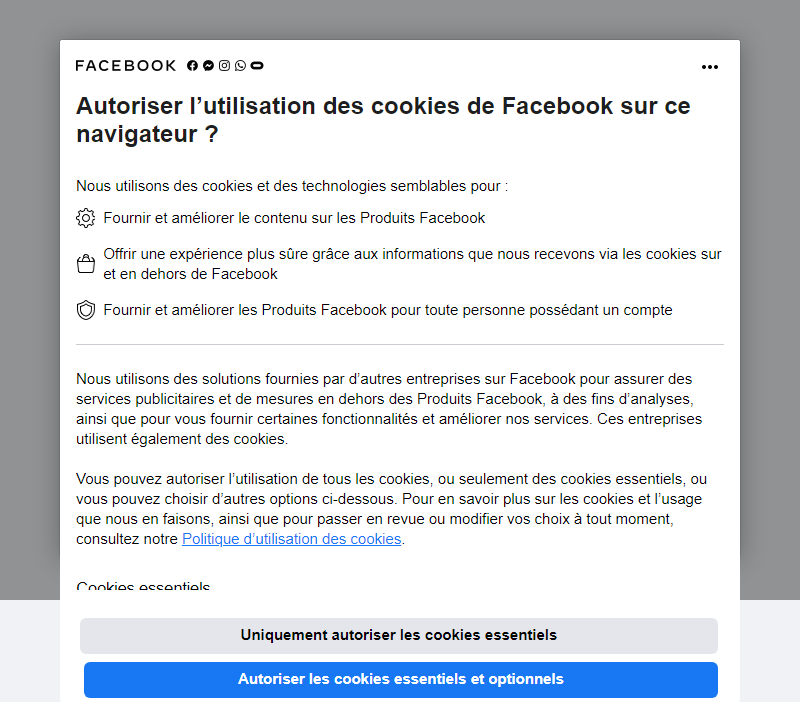 FACEBOOK
Autoriser l’utilisation des cookies de Facebook sur ce
navigateur ?
Nous utilisons des cookies et des technologies semblables pour :
Fournir et améliorer le contenu sur les Produits Facebook
Offrir une expérience plus sûre grâce aux informations que nous recevons via les cookies sur
et en dehors de Facebook
Fournir et améliorer les Produits Facebook pour toute personne possédant un compte
Nous utilisons des solutions fournies par d’autres entreprises sur Facebook pour assurer des
services publicitaires et de mesures en dehors des Produits Facebook, à des fins d’analyses,
ainsi que pour vous fournir certaines fonctionnalités et améliorer nos services. Ces entreprises
utilisent également des cookies.
Vous pouvez autoriser l’utilisation de tous les cookies, ou seulement des cookies essentiels, ou
vous pouvez choisir d’autres options ci-dessous. Pour en savoir plus sur les cookies et l’usage
que nous en faisons, ainsi que pour passer en revue ou modifier vos choix à tout moment,
consultez notre Politique d’utilisation des cookies.
Cookies essentiels
Uniquement autoriser les cookies essentiels
Autoriser les cookies essentiels et optionnels